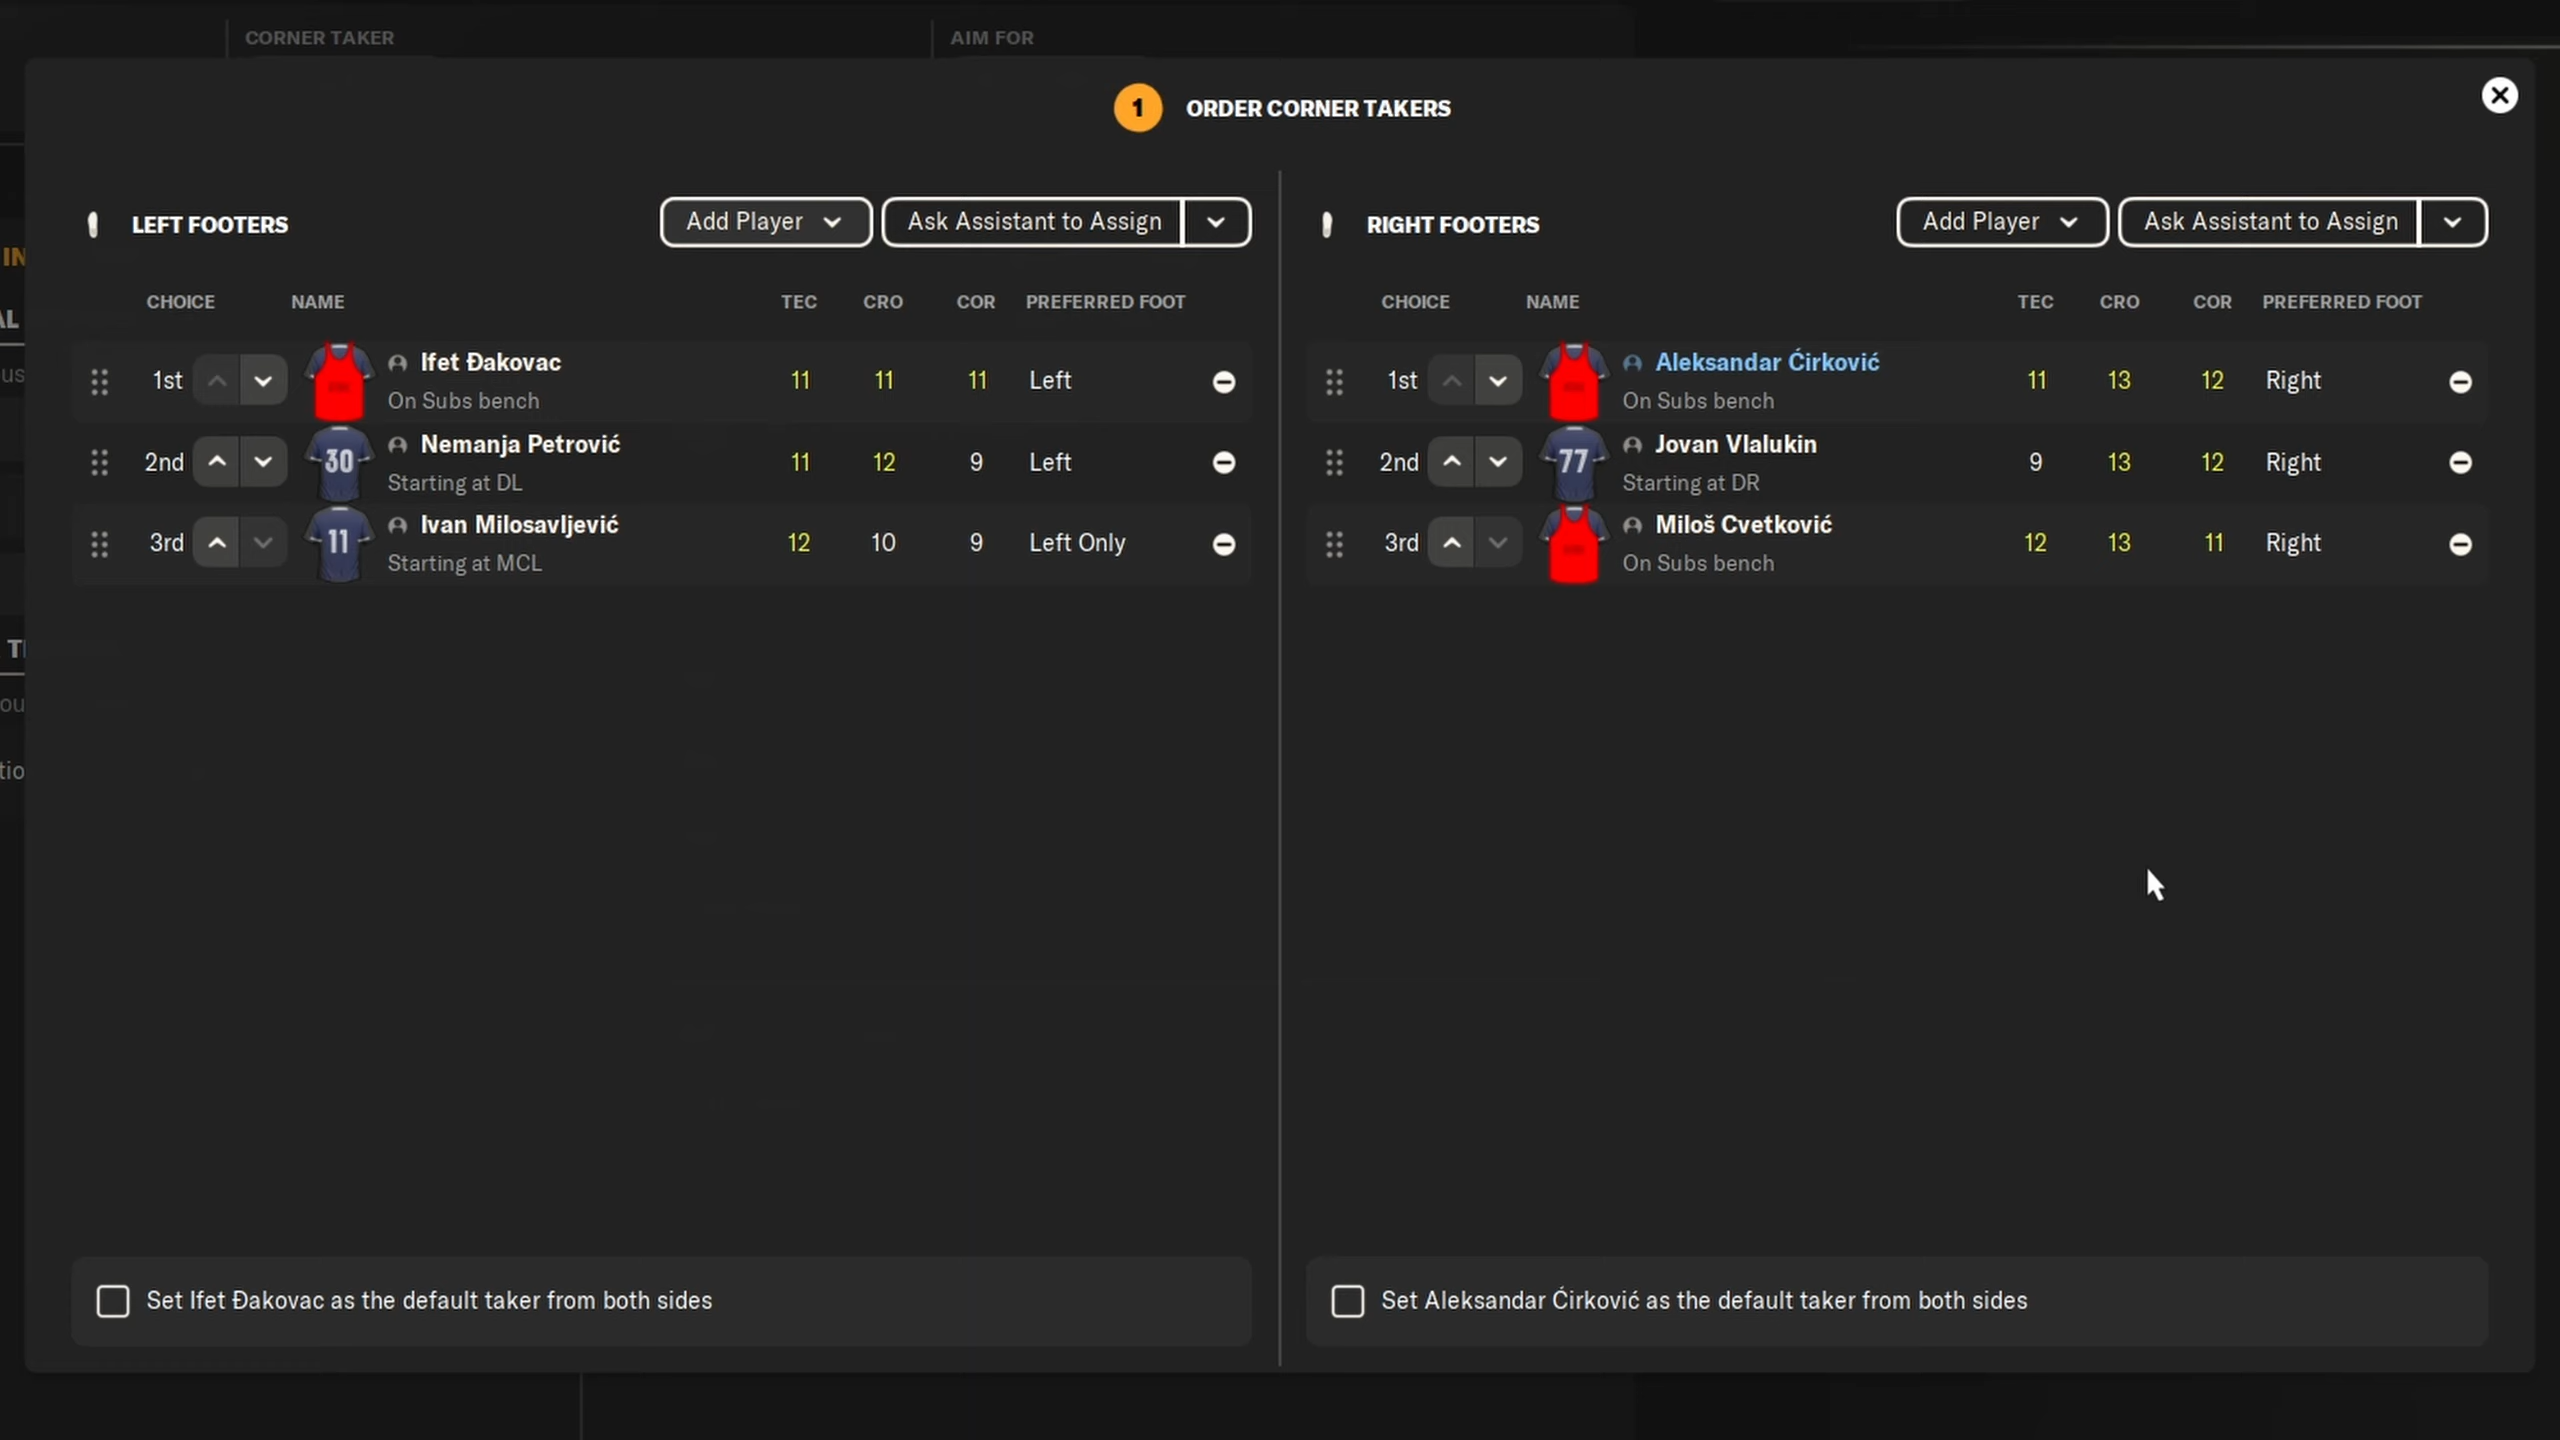 CORNER TAKER
AIM FOR
1 ORDER CORNER TAKERS
LEFT FOOTERS
Add Player
Ask Assistant to Assign
CHOICE NAME TEC CRO COR PREFERRED FOOT
1st Ifet Đakovac 11 11 11 Left
On Subs bench
2nd 30 Nemanja Petrović 11 12 9 Left
Starting at DL
3rd 11 Ivan Milosavljević 12 10 9 Left Only
Starting at MCL
Set Ifet Đakovac as the default taker from both sides
RIGHT FOOTERS
Add Player
Ask Assistant to Assign
CHOICE NAME TEC CRO COR PREFERRED FOOT
1st Aleksandar Ćirković 11 13 12 Right
On Subs bench
2nd 77 Jovan Vlalukin 9 13 12 Right
Starting at DR
3rd Miloš Cvetković 12 13 11 Right
On Subs bench
Set Aleksandar Ćirković as the default taker from both sides